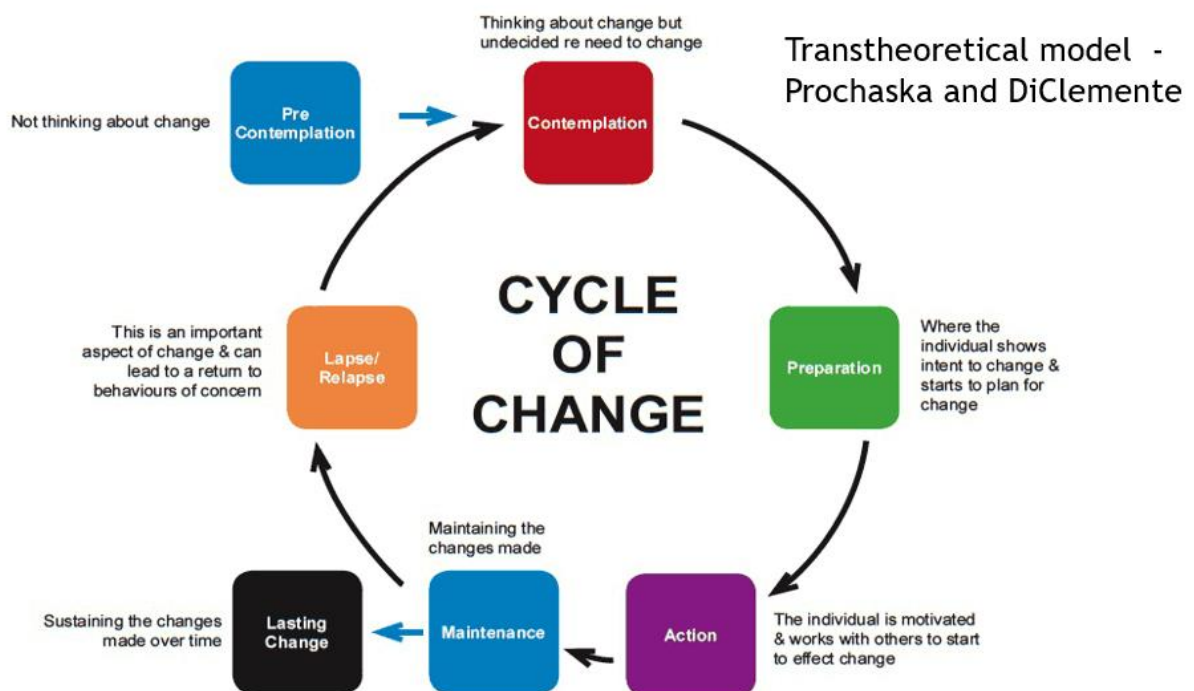 Transtheoretical model  -
Prochaska and DiClemente
Thinking about change but
undecided re need to change
Not thinking about change
Pre
Contemplation
Contemplation
CYCLE
OF
CHANGE
This is an important
aspect of change & can
lead to a return to
behaviours of concern
Lapse/
Relapse
Preparation
Where the
individual shows
intent to change &
starts to plan for
change
Maintaining the
changes made
Sustaining the changes
made over time
Lasting
Change
Maintenance
Action
The individual is motivated
& works with others to start
to effect change